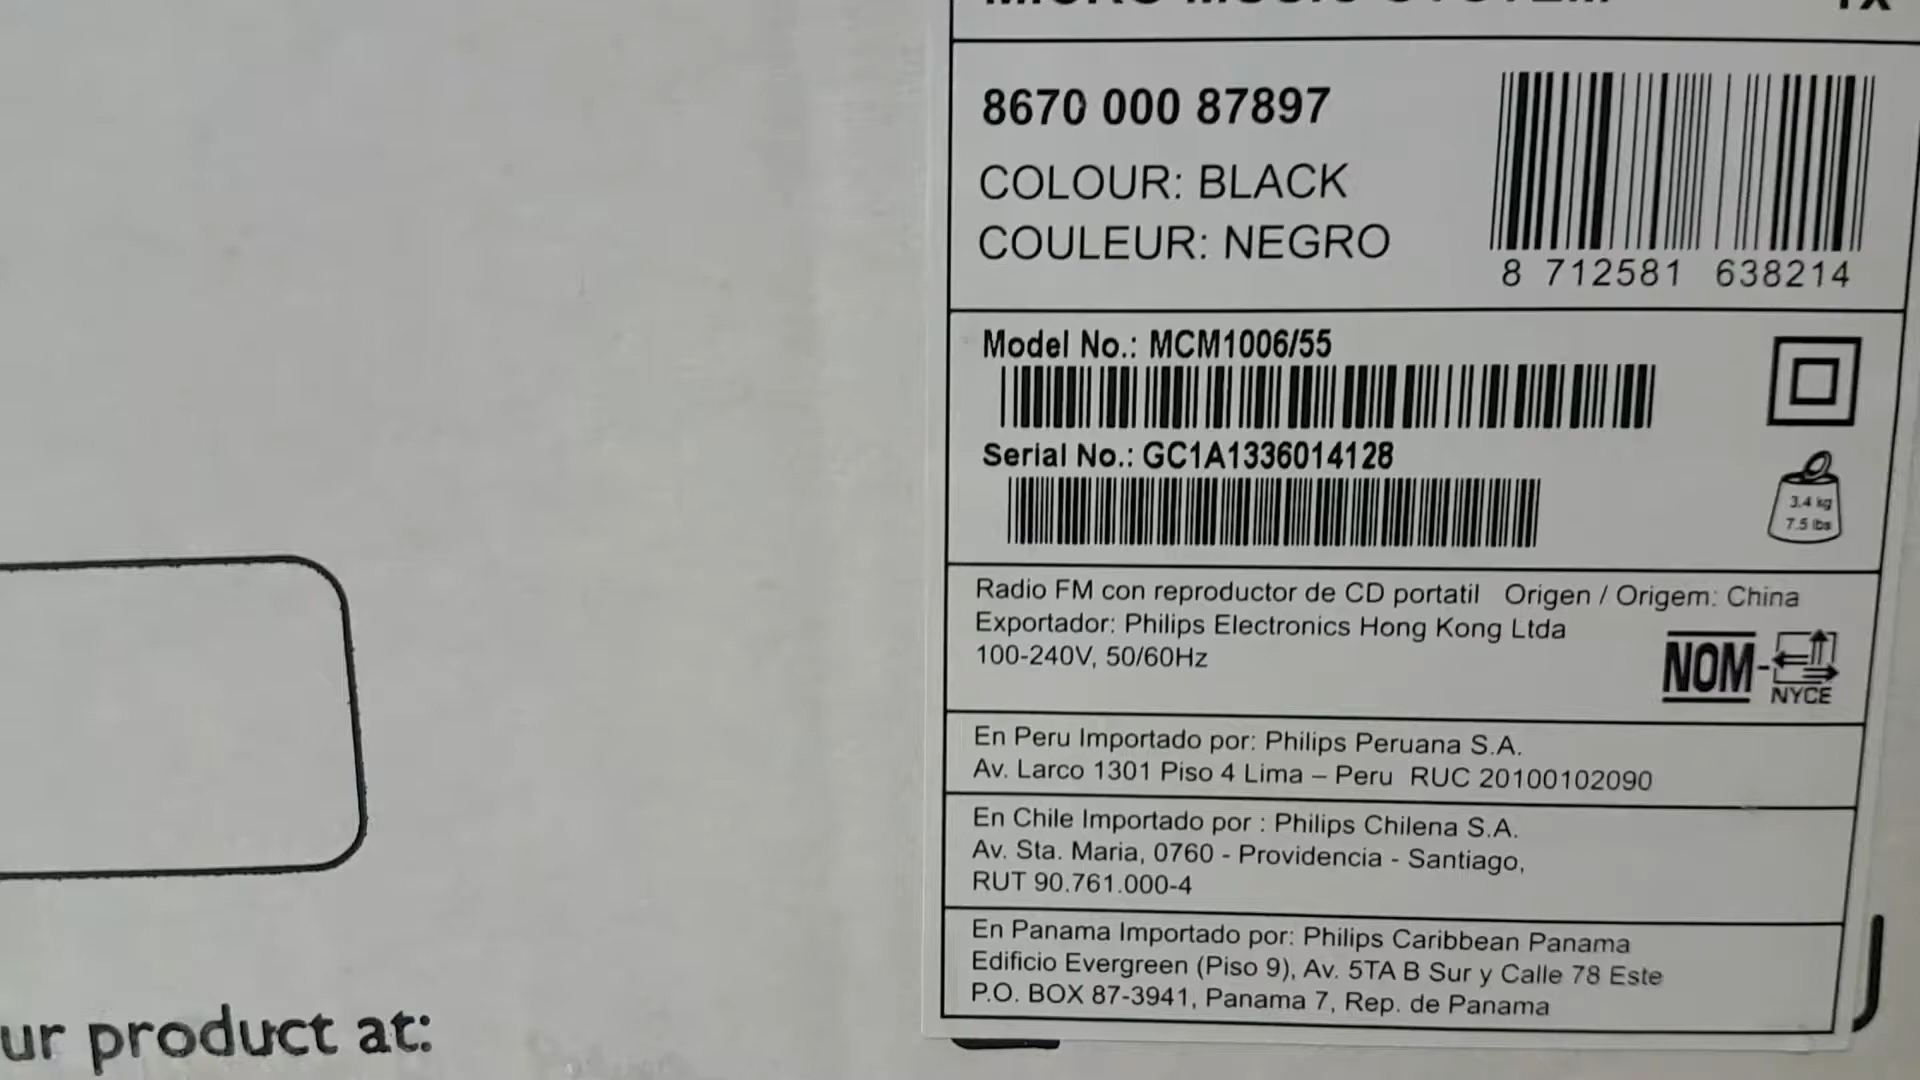 MICRO MUSIC SYSTEM 1X
8670 000 87897
COLOUR: BLACK
COULEUR: NEGRO
8 712581 638214
Model No.: MCM1006/55
Serial No.: GC1A1336014128
3.4 kg
7.5 lbs
Radio FM con reproductor de CD portatil Origen / Origem: China
Exportador: Philips Electronics Hong Kong Ltda
100-240V, 50/60Hz
NOM-
NYCE
En Peru Importado por: Philips Peruana S.A.
Av. Larco 1301 Piso 4 Lima – Peru RUC 20100102090
En Chile Importado por : Philips Chilena S.A.
Av. Sta. Maria, 0760 - Providencia - Santiago,
RUT 90.761.000-4
En Panama Importado por: Philips Caribbean Panama
Edificio Evergreen (Piso 9), Av. 5TA B Sur y Calle 78 Este
P.O. BOX 87-3941, Panama 7, Rep. de Panama
ur product at: